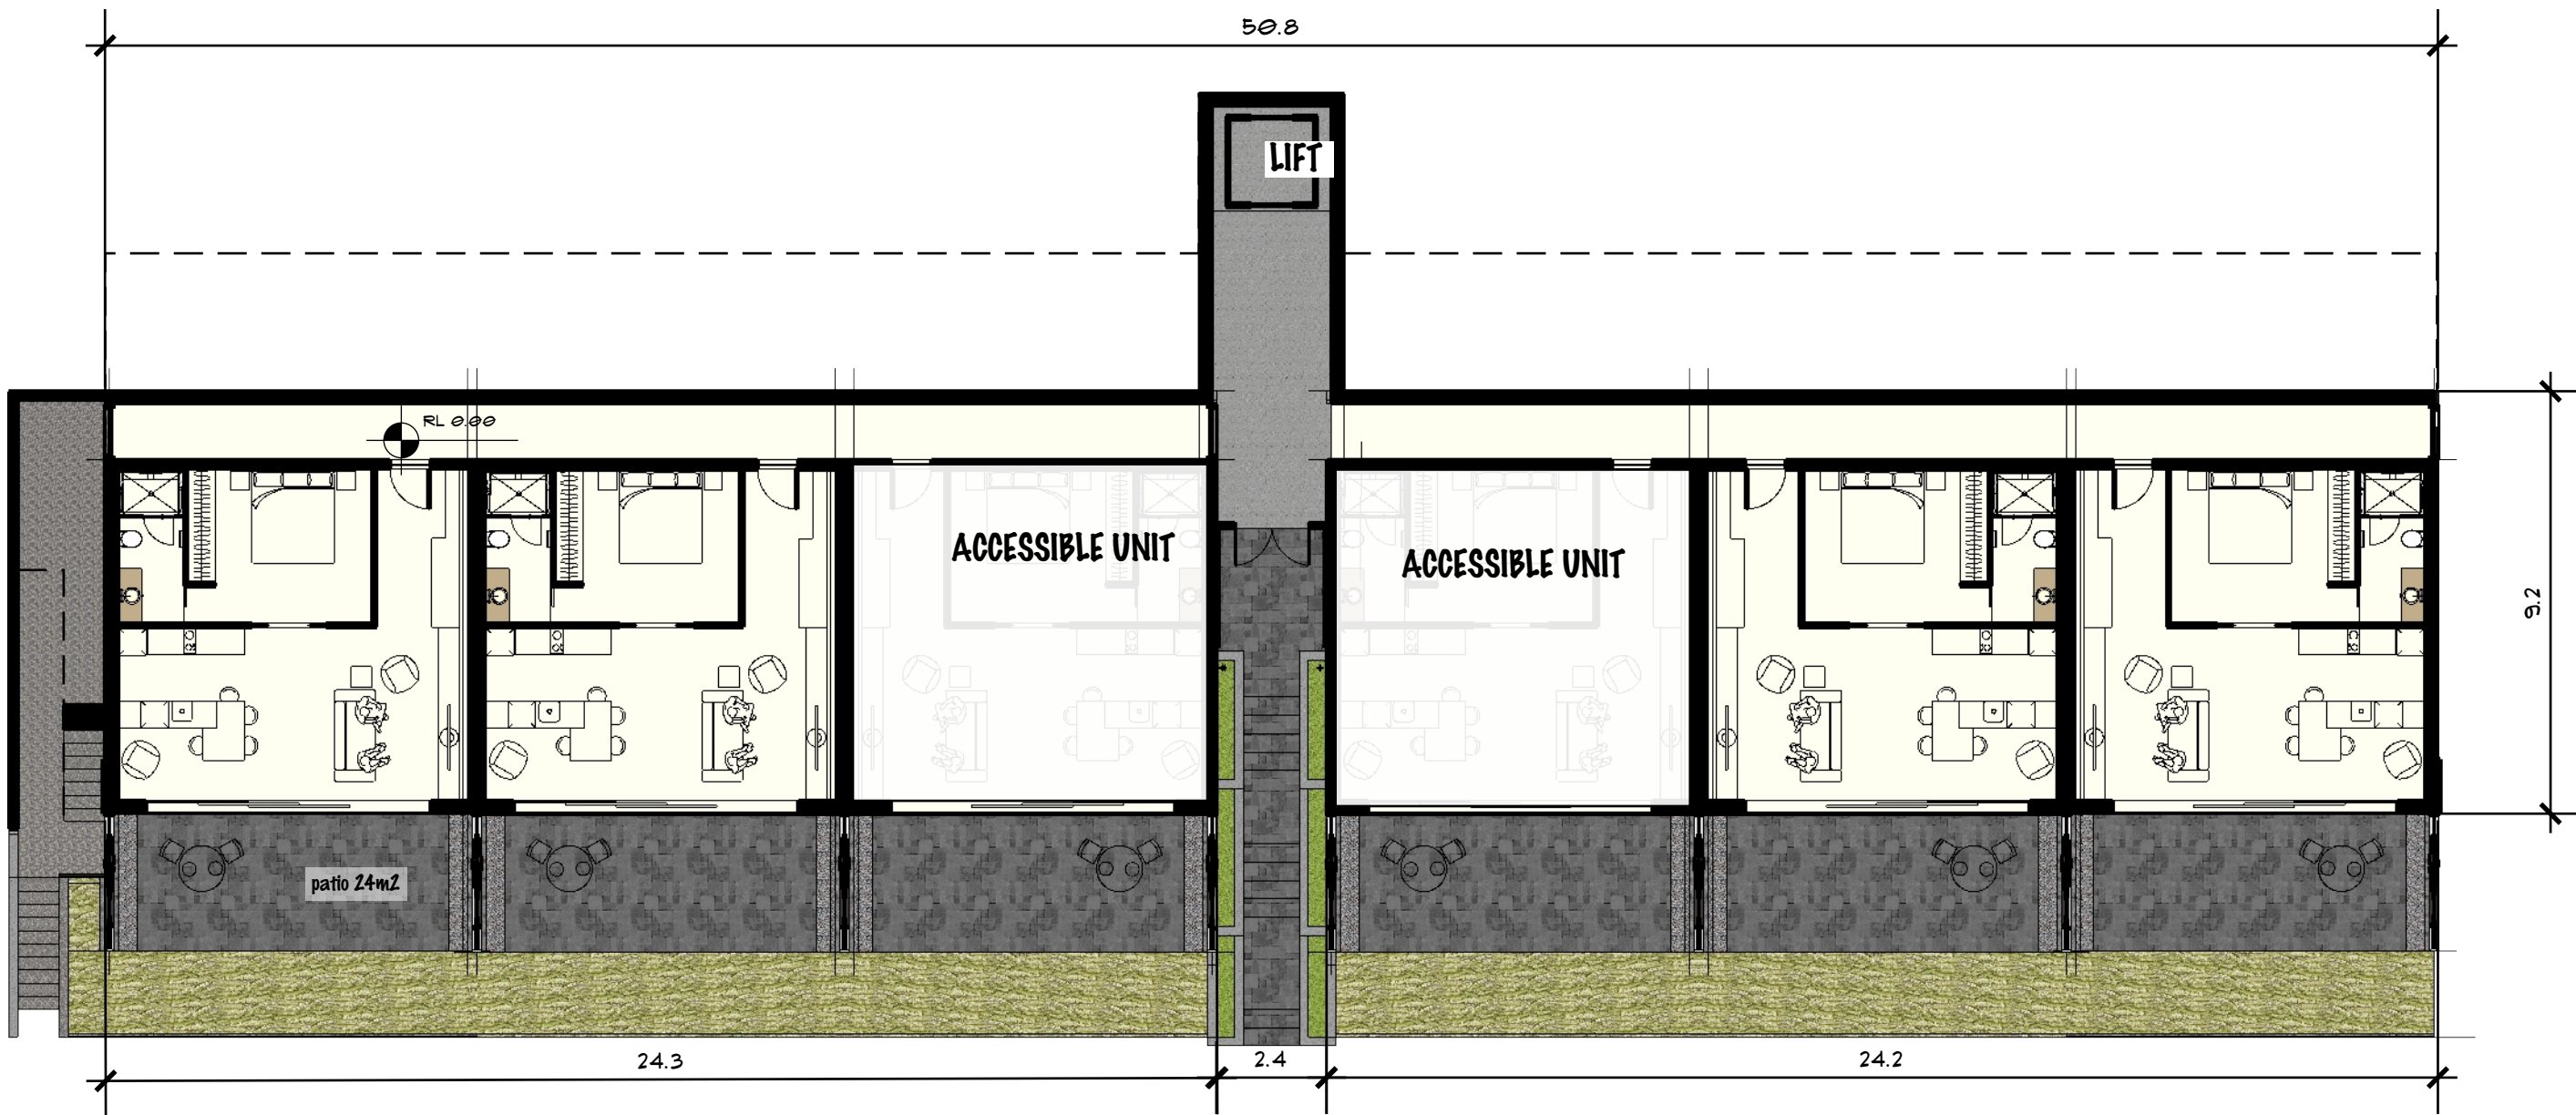 50.8
LIFT
RL 0.00
ACCESSIBLE UNIT
ACCESSIBLE UNIT
9.2
patio 24m2
24.3
2.4
24.2